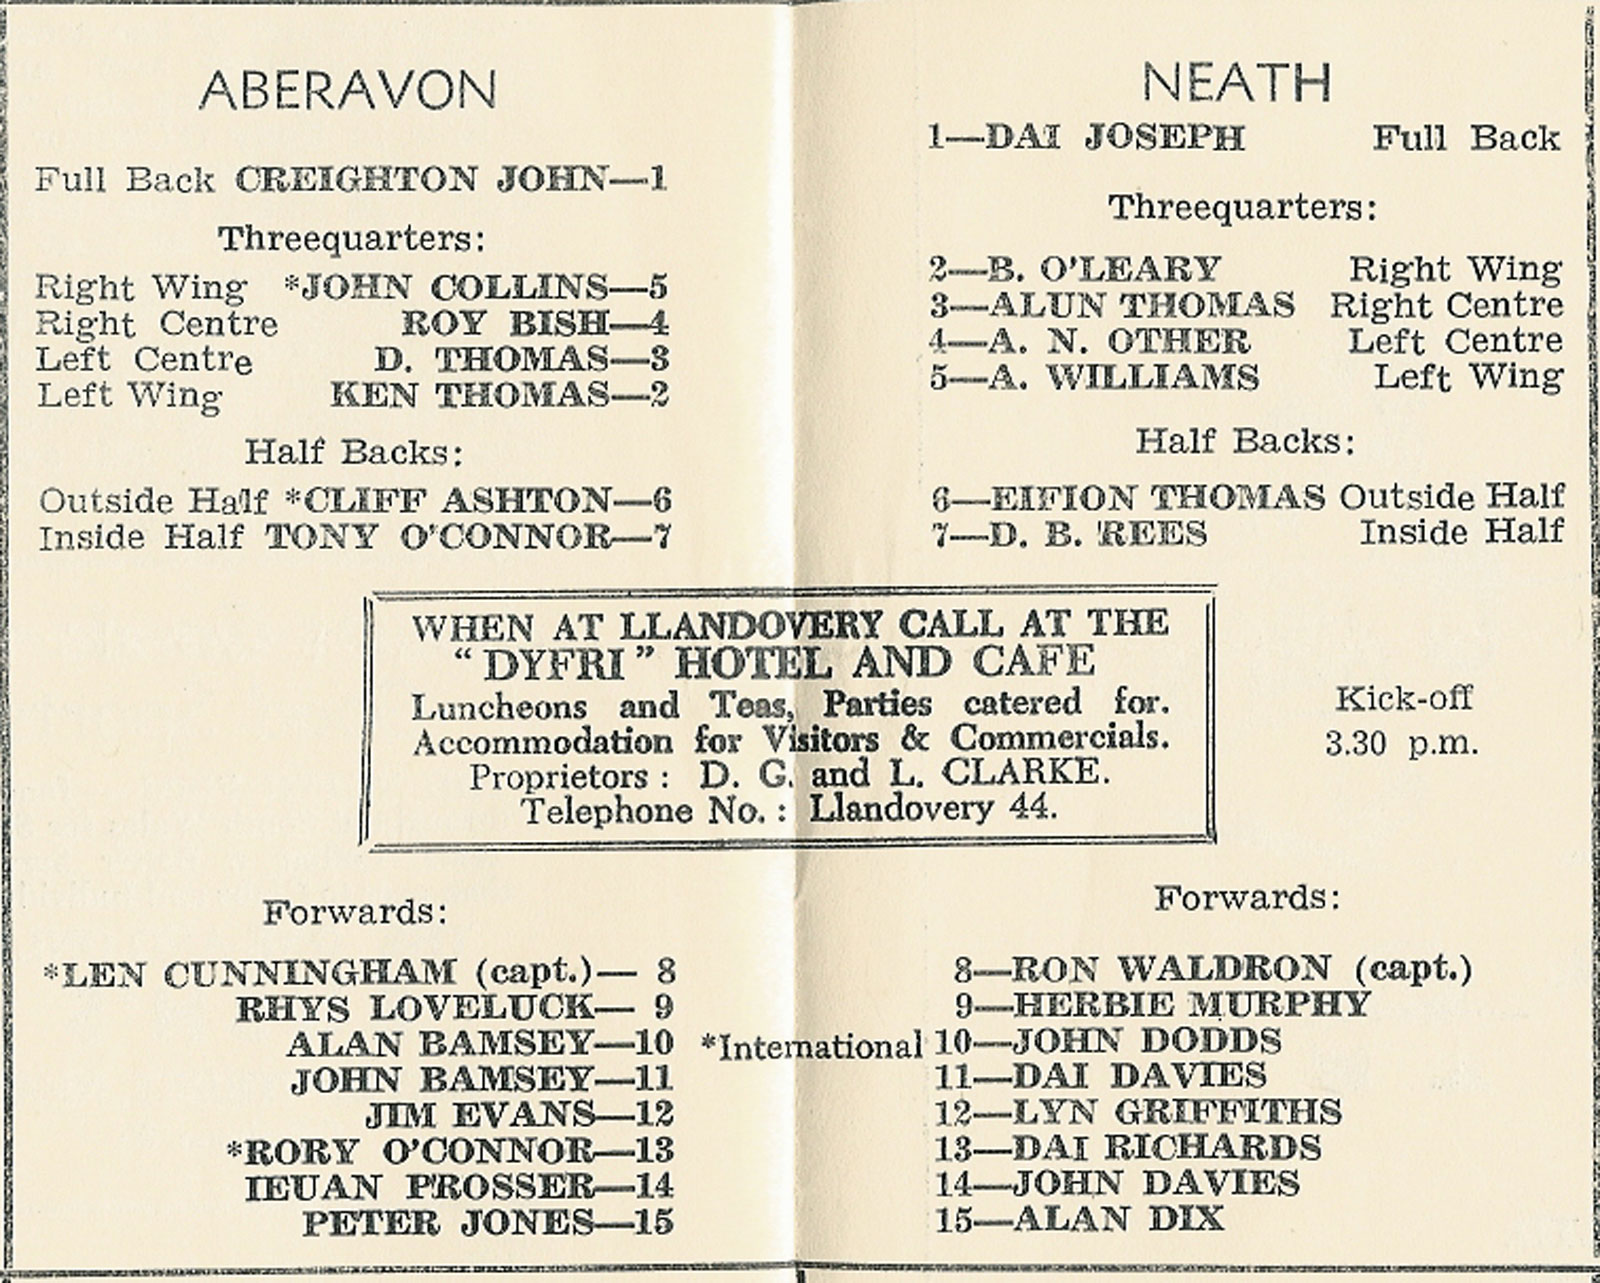 ABERAVON
Full Back CREIGHTON JOHN—1
Threequarters:
Right Wing *JOHN COLLINS—5
Right Centre ROY BISH—4
Left Centre D. THOMAS—3
Left Wing KEN THOMAS—2
Half Backs:
Outside Half *CLIFF ASHTON—6
Inside Half TONY O'CONNOR—7
NEATH
1—DAI JOSEPH Full Back
Threequarters:
2—B. O'LEARY Right Wing
3—ALUN THOMAS Right Centre
4—A. N. OTHER Left Centre
5—A. WILLIAMS Left Wing
Half Backs:
6—EIFION THOMAS Outside Half
7—D. B. REES Inside Half
WHEN AT LLANDOVERY CALL AT THE
“DYFRI” HOTEL AND CAFE
Luncheons and Teas, Parties catered for.
Accommodation for Visitors & Commercials.
Proprietors : D. G. and L. CLARKE.
Telephone No. : Llandovery 44.
Kick-off
3.30 p.m.
Forwards:
*LEN CUNNINGHAM (capt.)— 8
RHYS LOVELUCK— 9
ALAN BAMSEY—10
JOHN BAMSEY—11
JIM EVANS—12
*RORY O'CONNOR—13
IEUAN PROSSER—14
PETER JONES—15
*International
Forwards:
8—RON WALDRON (capt.)
9—HERBIE MURPHY
10—JOHN DODDS
11—DAI DAVIES
12—LYN GRIFFITHS
13—DAI RICHARDS
14—JOHN DAVIES
15—ALAN DIX